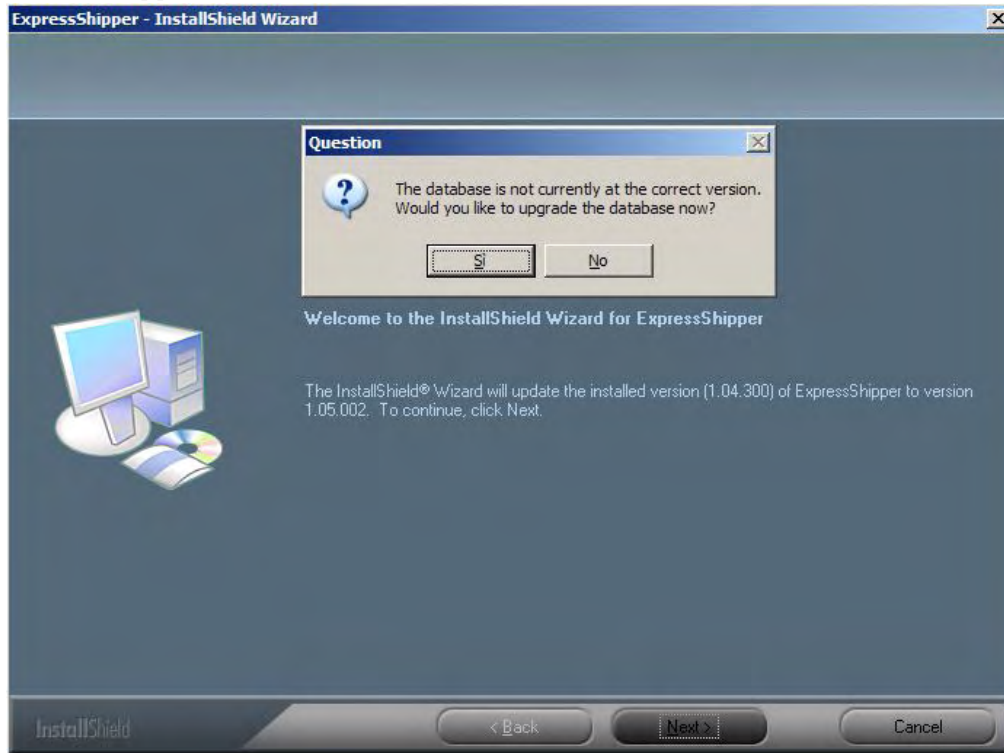 ExpressShipper - InstallShield Wizard
Question
The database is not currently at the correct version.
Would you like to upgrade the database now?
Sì
No
Welcome to the InstallShield Wizard for ExpressShipper
The InstallShield® Wizard will update the installed version (1.04.300) of ExpressShipper to version
1.05.002. To continue, click Next.
InstallShield
< Back
Next >
Cancel